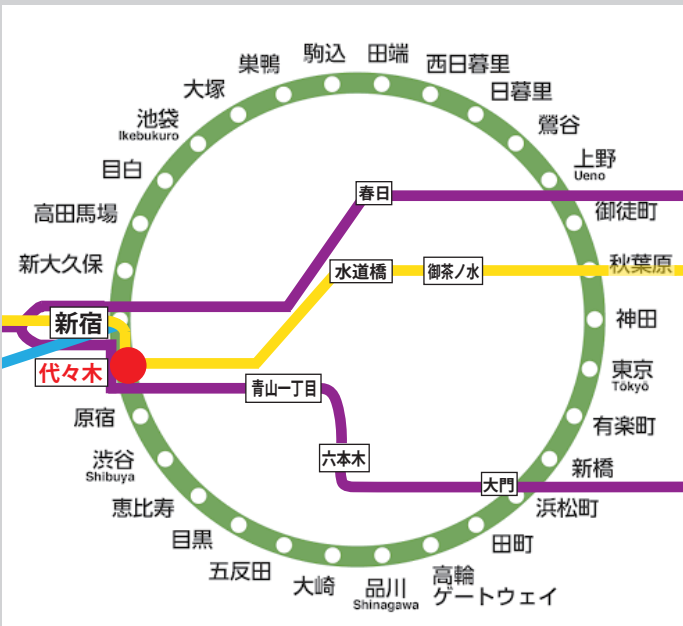 駒込
田端
巣鴨
西日暮里
大塚
日暮里
池袋
Ikebukuro
鶯谷
上野
Ueno
目白
春日
高田馬場
御徒町
新大久保
水道橋
御茶ノ水
秋葉原
新宿
神田
代々木
東京
Tōkyō
青山一丁目
原宿
有楽町
渋谷
Shibuya
六本木
新橋
大門
恵比寿
浜松町
目黒
田町
五反田
大崎
品川
Shinagawa
高輪
ゲートウェイ